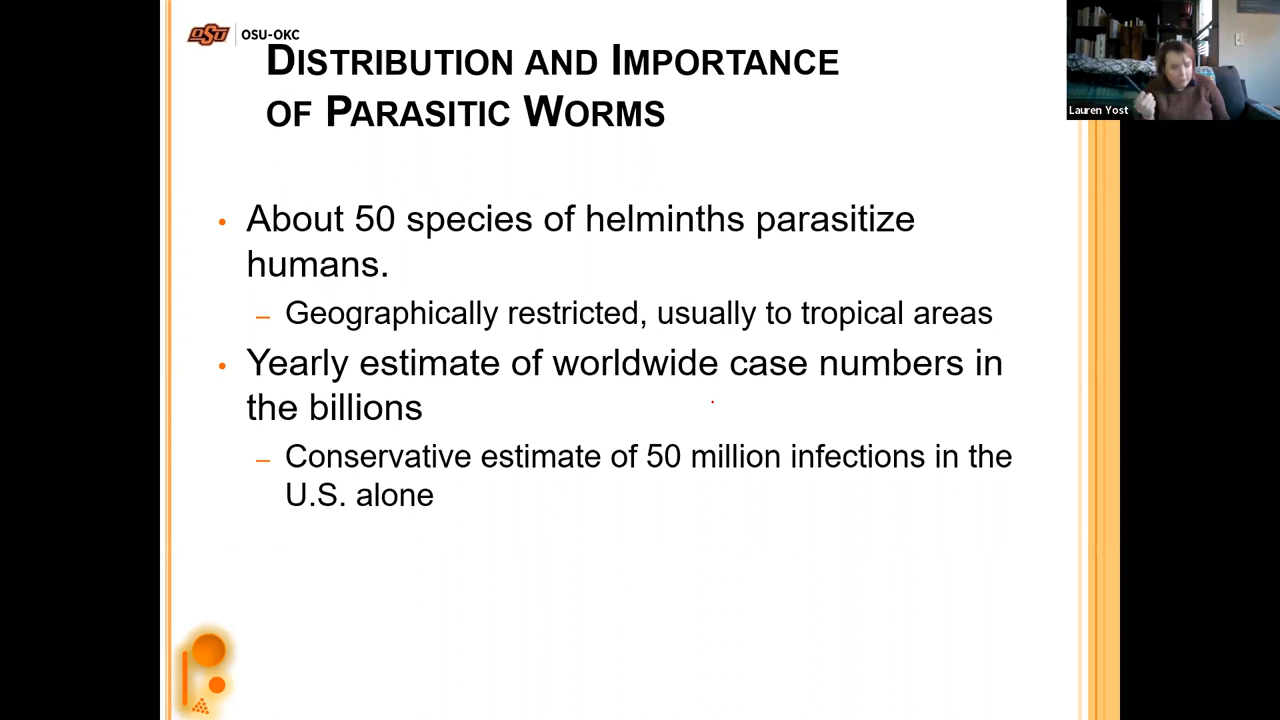 OSU OSU-OKC
DISTRIBUTION AND IMPORTANCE
OF PARASITIC WORMS
Lauren Yost
• About 50 species of helminths parasitize
humans.
– Geographically restricted, usually to tropical areas
• Yearly estimate of worldwide case numbers in
the billions
– Conservative estimate of 50 million infections in the
U.S. alone